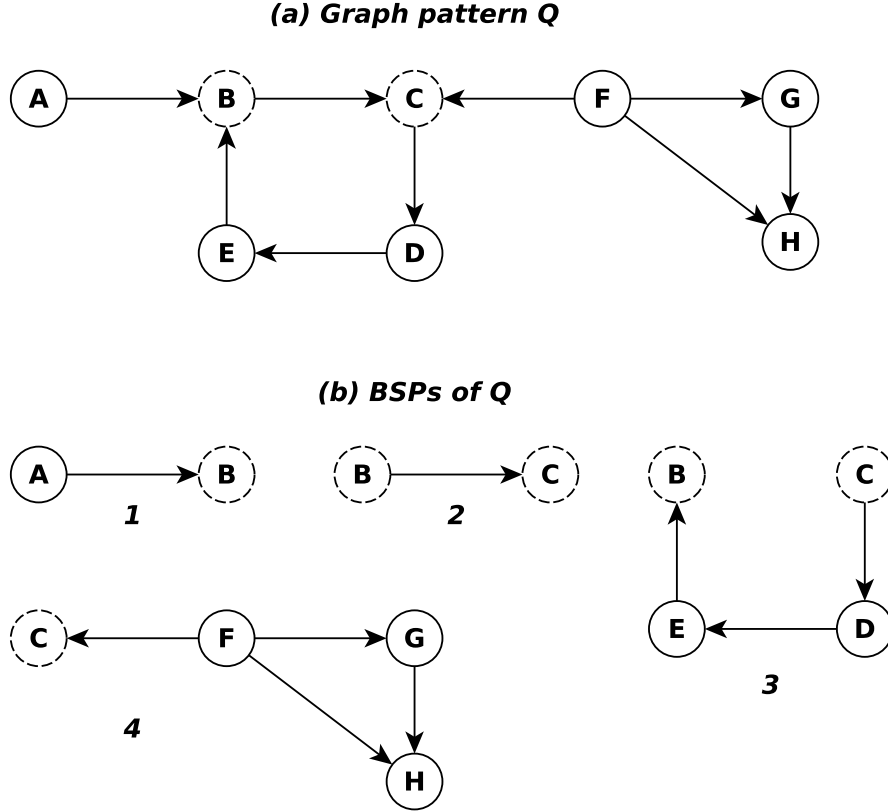 (a) Graph pattern Q
A B C F G
E D H
(b) BSPs of Q
A B B C B C
1 2
C F G E D
3
4
H